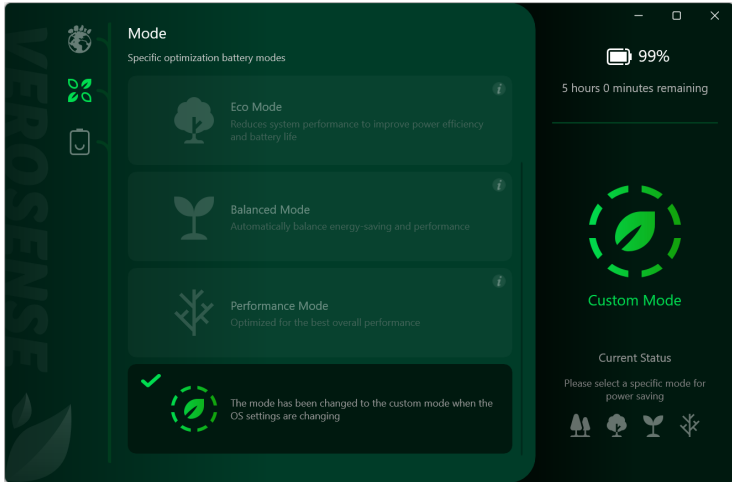 VEROSENSE
Mode
Specific optimization battery modes
Eco Mode
Reduces system performance to improve power efficiency
and battery life
Balanced Mode
Automatically balance energy-saving and performance
Performance Mode
Optimized for the best overall performance
The mode has been changed to the custom mode when the
OS settings are changing
99%
5 hours 0 minutes remaining
Custom Mode
Current Status
Please select a specific mode for
power saving